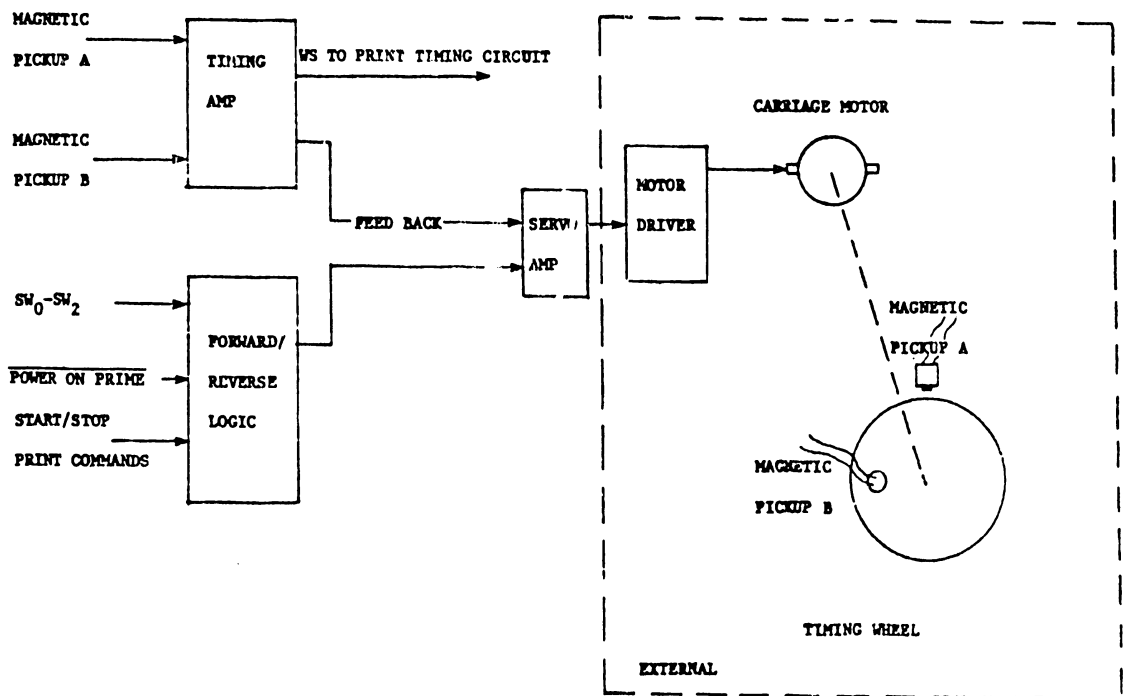 MAGNETIC
PICKUP A
TIMING
AMP
WS TO PRINT TIMING CIRCUIT
MAGNETIC
PICKUP B
FEED BACK
SERVO
AMP
MOTOR
DRIVER
CARRIAGE MOTOR
SW0-SW2
POWER ON PRIME
START/STOP
PRINT COMMANDS
FORWARD/
REVERSE
LOGIC
MAGNETIC
PICKUP A
MAGNETIC
PICKUP B
TIMING WHEEL
EXTERNAL